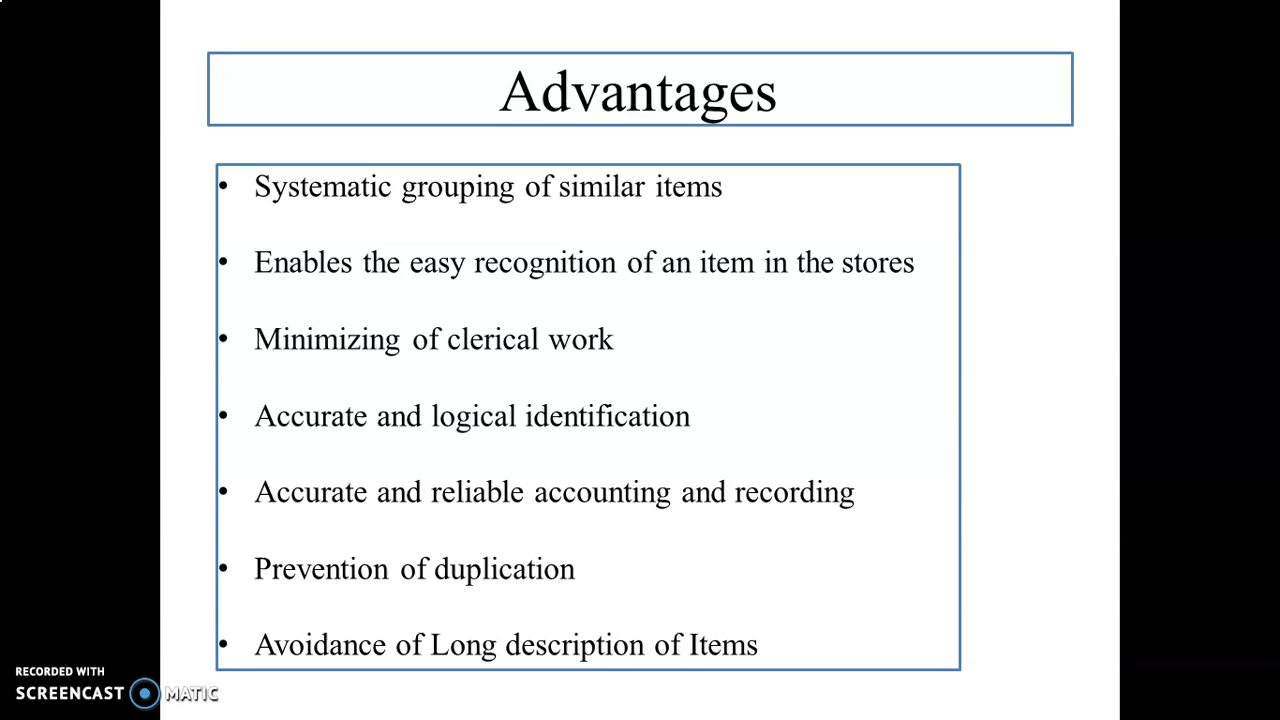 Advantages
• Systematic grouping of similar items
• Enables the easy recognition of an item in the stores
• Minimizing of clerical work
• Accurate and logical identification
• Accurate and reliable accounting and recording
• Prevention of duplication
• Avoidance of Long description of Items
RECORDED WITH
SCREENCAST MATIC